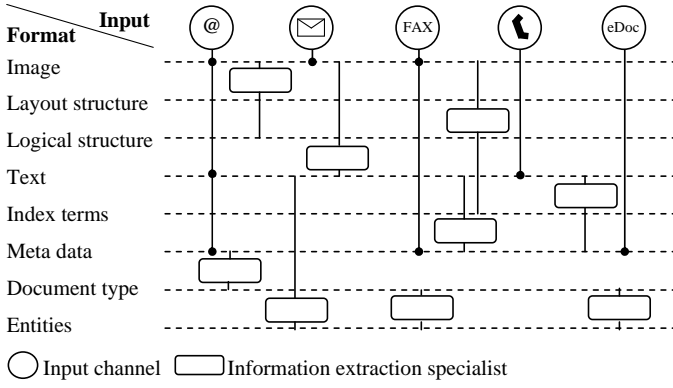 Input
Format
@ FAX eDoc
Image
Layout structure
Logical structure
Text
Index terms
Meta data
Document type
Entities
Input channel Information extraction specialist